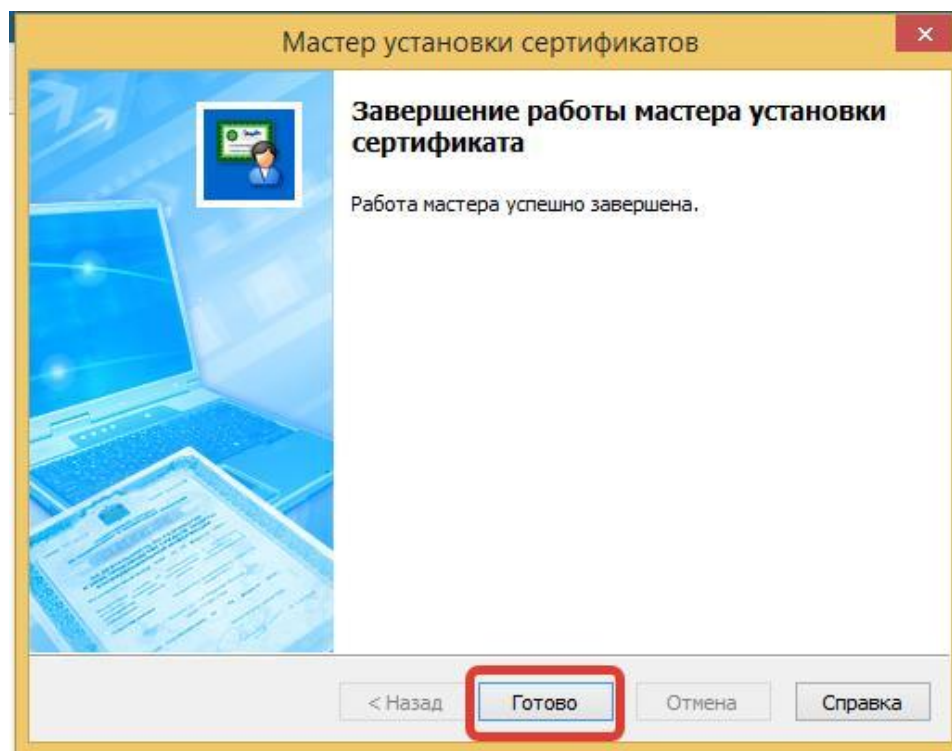 Мастер установки сертификатов
Завершение работы мастера установки
сертификата
Работа мастера успешно завершена.
< Назад
Готово
Отмена
Справка